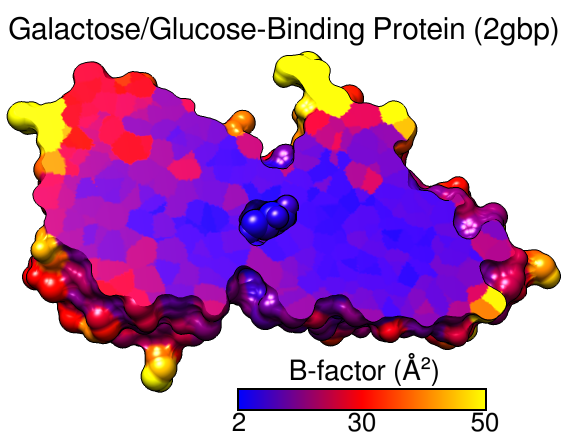 Galactose/Glucose-Binding Protein (2gbp)
B-factor (Å²)
2 30 50